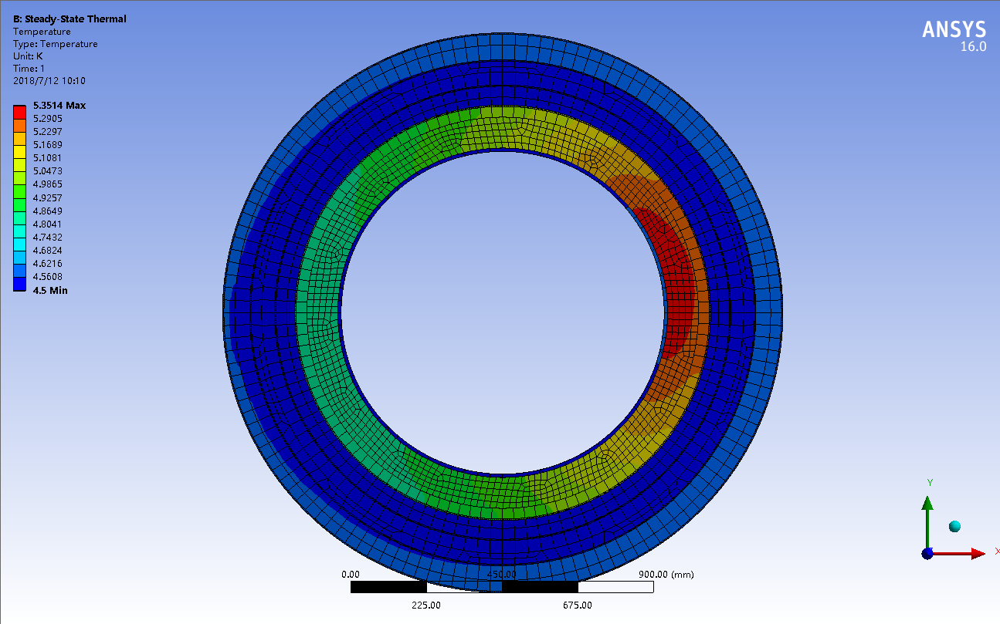 B: Steady-State Thermal
Temperature
Type: Temperature
Unit: K
Time: 1
2018/7/12 10:10
ANSYS
16.0
5.3514 Max
5.2905
5.2297
5.1689
5.1081
5.0473
4.9865
4.9257
4.8649
4.8041
4.7432
4.6824
4.6216
4.5608
4.5 Min
Y
X
0.00 450.00 900.00 (mm)
225.00 675.00